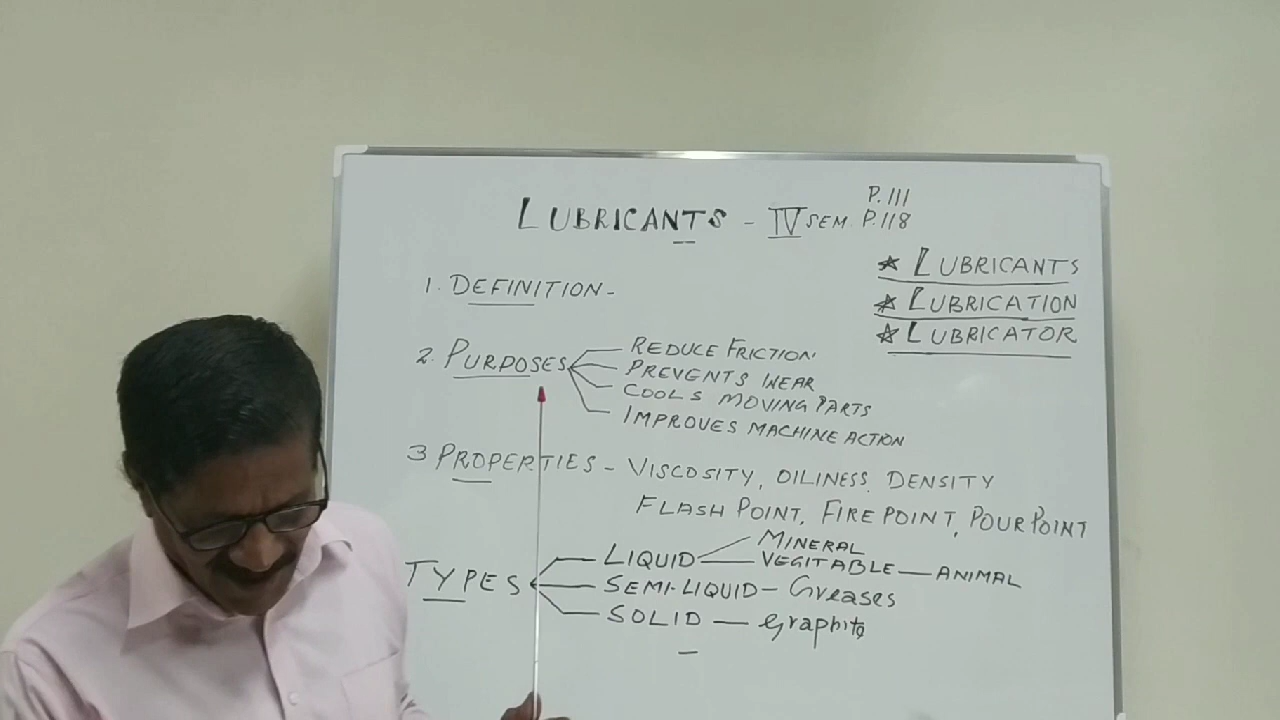 P.111
LUBRICANTS - IV SEM P.118
* LUBRICANTS
* LUBRICATION
* LUBRICATOR
1. DEFINITION -
2. PURPOSES
REDUCE FRICTION
PREVENTS WEAR
COOLS MOVING PARTS
IMPROVES MACHINE ACTION
3 PROPERTIES - VISCOSITY, OILINESS, DENSITY
FLASH POINT, FIRE POINT, POUR POINT
TYPES
LIQUID
MINERAL
VEGITABLE — ANIMAL
SEMI-LIQUID - Greases
SOLID — Graphite